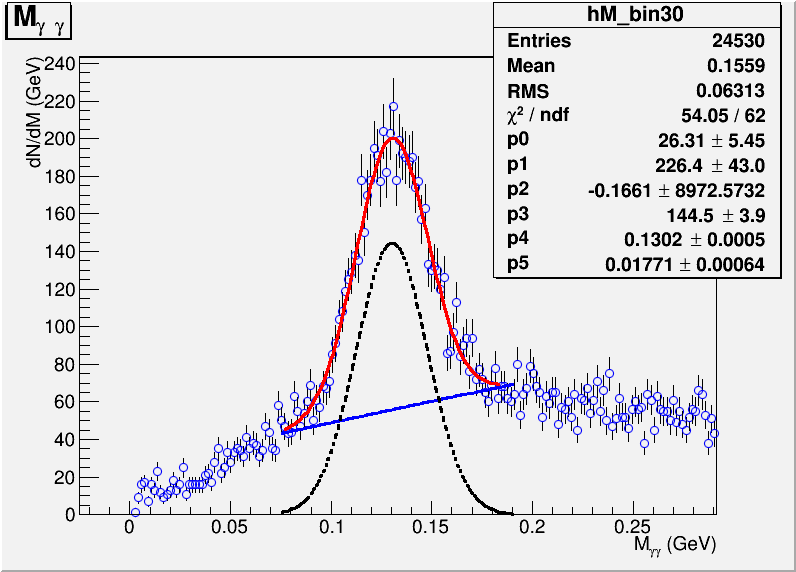 M_γ γ
hM_bin30
Entries 24530
Mean 0.1559
RMS 0.06313
χ² / ndf 54.05 / 62
p0 26.31 ± 5.45
p1 226.4 ± 43.0
p2 -0.1661 ± 8972.5732
p3 144.5 ± 3.9
p4 0.1302 ± 0.0005
p5 0.01771 ± 0.00064
dN/dM (GeV)
240
220
200
180
160
140
120
100
80
60
40
20
0
0 0.05 0.1 0.15 0.2 0.25
M_γγ (GeV)